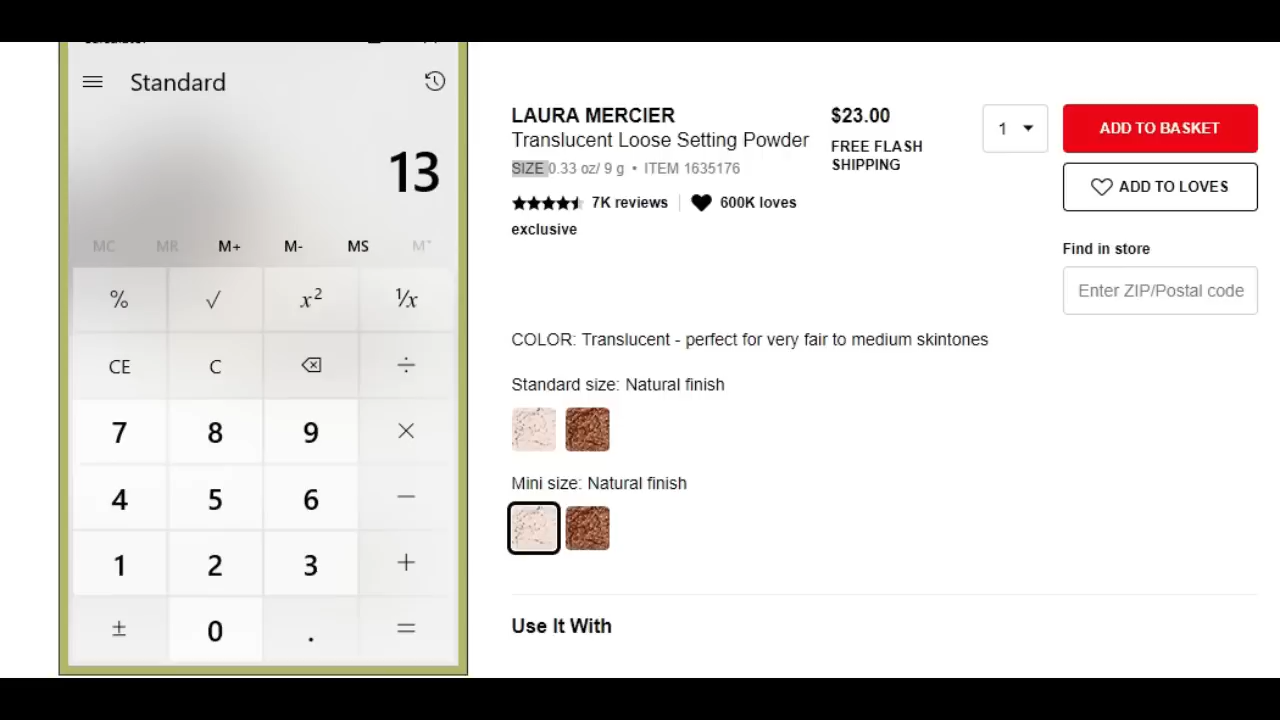 Standard
13
MC MR M+ M- MS M˅
% √ x² ¹/x
CE C ÷
7 8 9 ×
4 5 6 −
1 2 3 +
± 0 . =
LAURA MERCIER
Translucent Loose Setting Powder
SIZE 0.33 oz/ 9 g • ITEM 1635176
7K reviews 600K loves
exclusive
$23.00
FREE FLASH
SHIPPING
1
ADD TO BASKET
ADD TO LOVES
Find in store
Enter ZIP/Postal code
COLOR: Translucent - perfect for very fair to medium skintones
Standard size: Natural finish
Mini size: Natural finish
Use It With